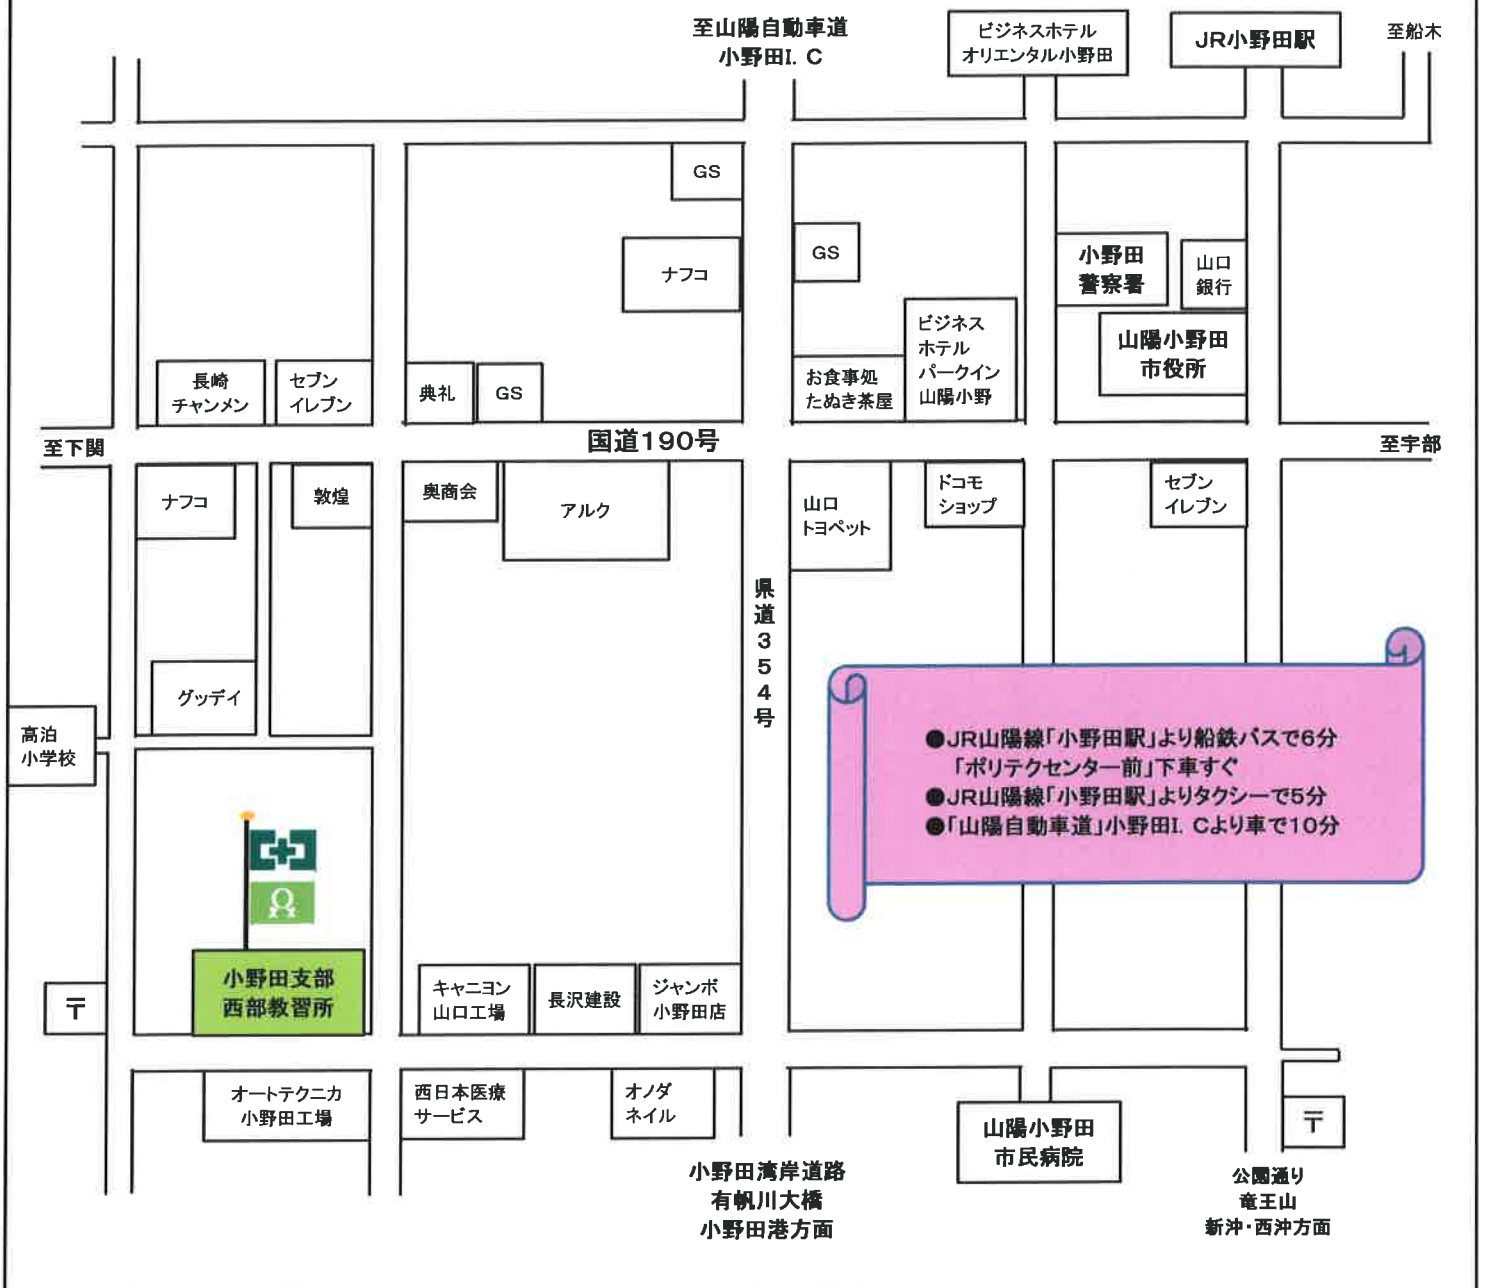 至山陽自動車道
小野田I. C
ビジネスホテル
オリエンタル小野田
JR小野田駅
至船木
GS
ナフコ
GS
小野田
警察署
山口
銀行
ビジネス
ホテル
パークイン
山陽小野
山陽小野田
市役所
長崎
チャンメン
セブン
イレブン
典礼
GS
お食事処
たぬき茶屋
至下関
国道190号
至宇部
ナフコ
敦煌
奥商会
アルク
山口
トヨペット
ドコモ
ショップ
セブン
イレブン
県道354号
グッデイ
高泊
小学校
●JR山陽線「小野田駅」より船鉄バスで6分
「ポリテクセンター前」下車すぐ
●JR山陽線「小野田駅」よりタクシーで5分
●「山陽自動車道」小野田I. Cより車で10分
小野田支部
西部教習所
〒
キャニヨン
山口工場
長沢建設
ジャンボ
小野田店
オートテクニカ
小野田工場
西日本医療
サービス
オノダ
ネイル
山陽小野田
市民病院
〒
小野田湾岸道路
有帆川大橋
小野田港方面
公園通り
竜王山
新沖・西沖方面